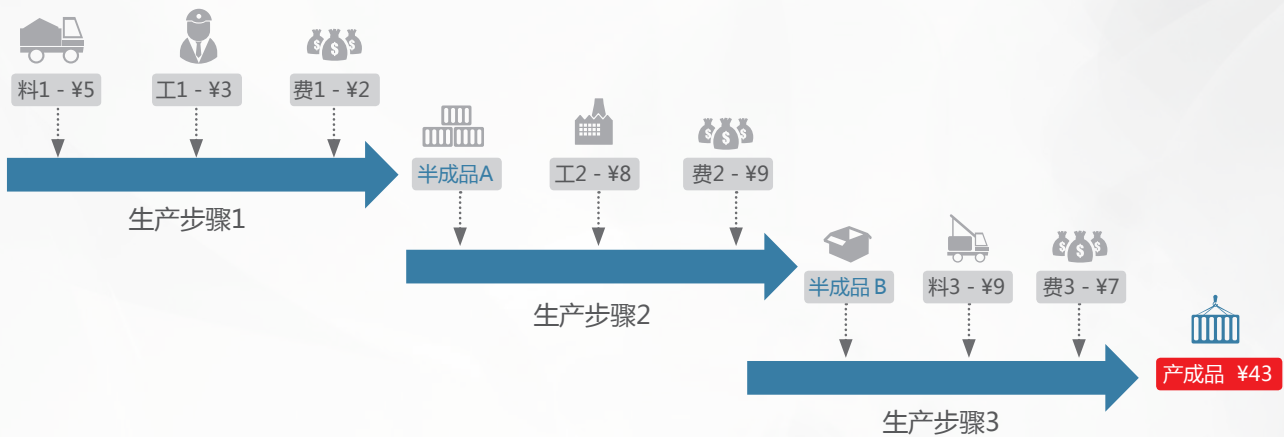 料1 - ¥5
工1 - ¥3
费1 - ¥2
生产步骤1
半成品A
工2 - ¥8
费2 - ¥9
生产步骤2
半成品 B
料3 - ¥9
费3 - ¥7
生产步骤3
产成品 ¥43